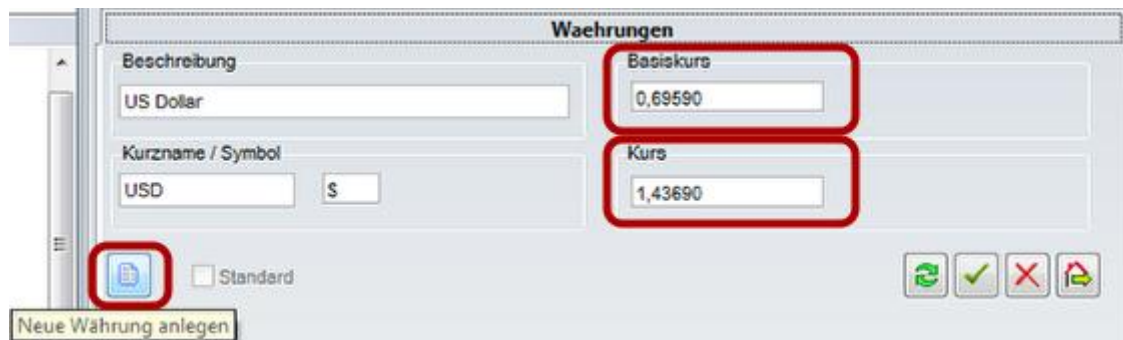 Waehrungen
Beschreibung
US Dollar
Basiskurs
0,69590
Kurzname / Symbol
USD
$
Kurs
1,43690
Standard
Neue Währung anlegen